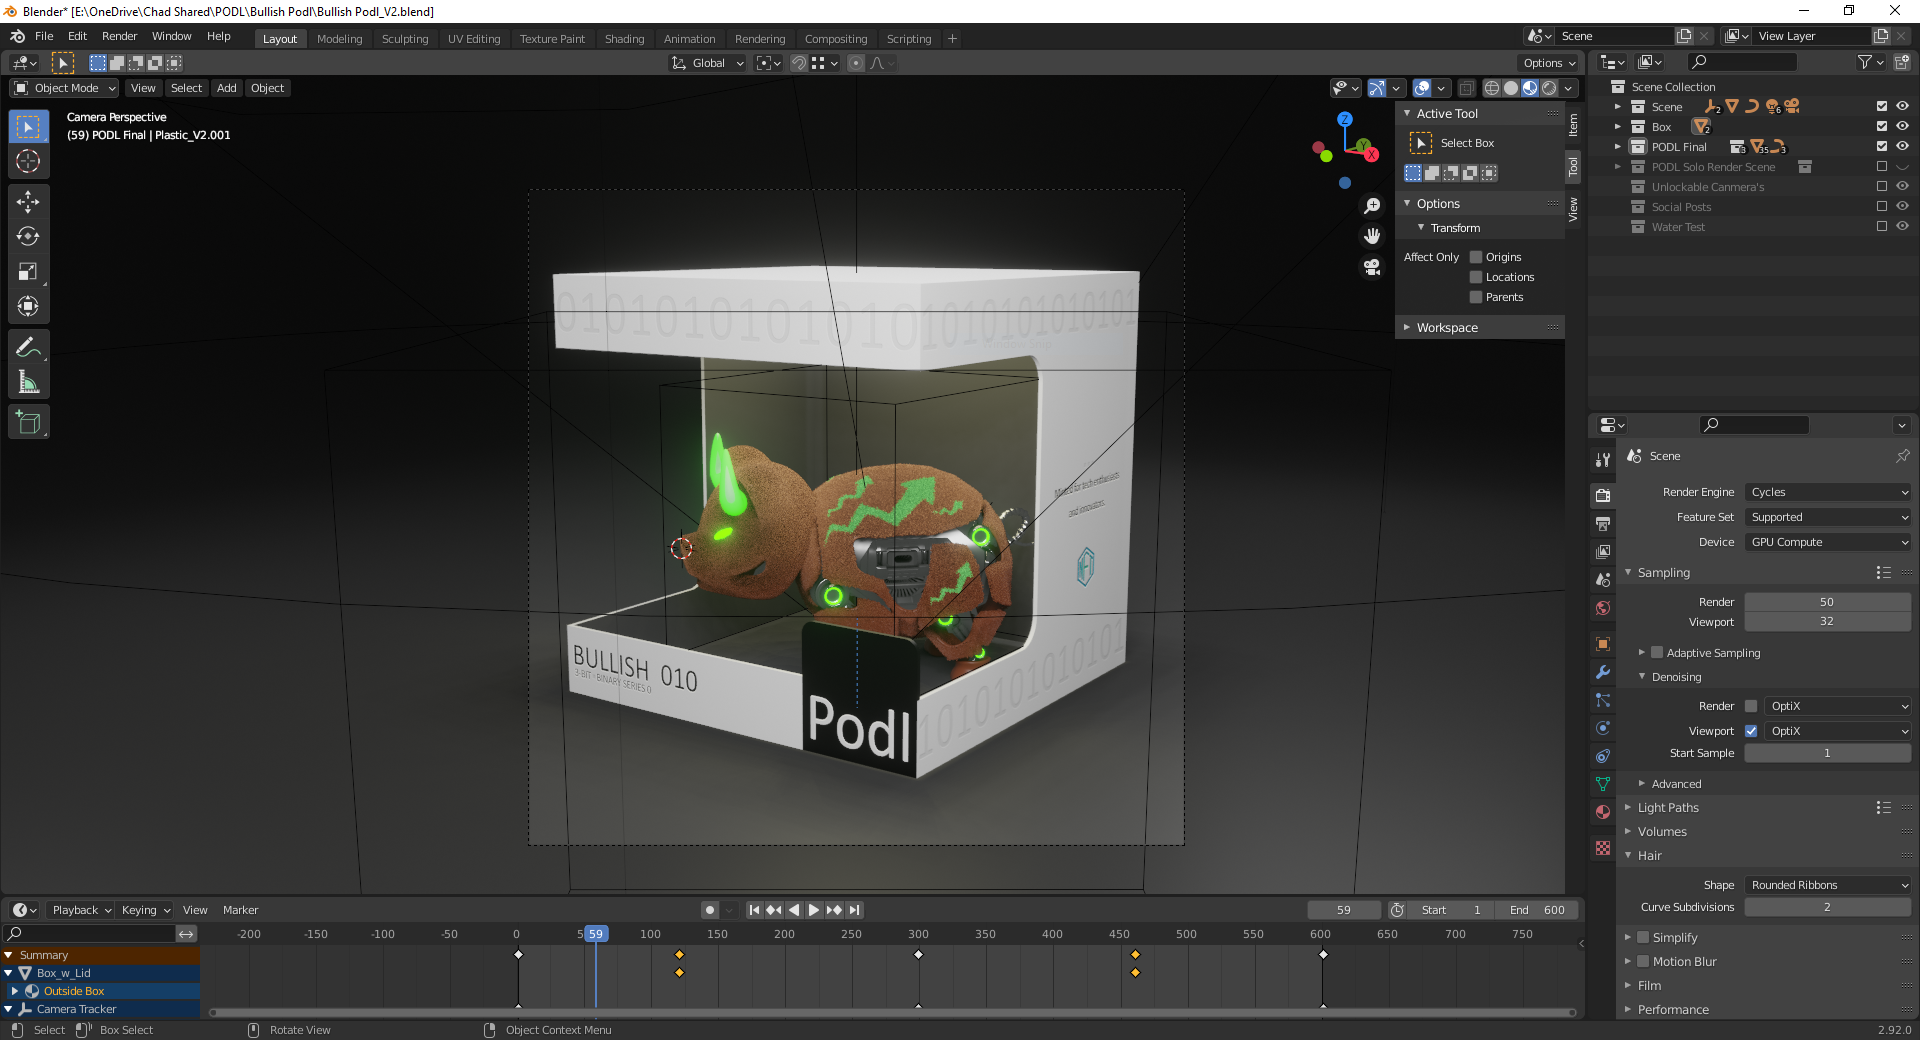 Blender* [E:\OneDrive\Chad Shared\PODL\Bullish Podl\Bullish Podl_V2.blend]
File Edit Render Window Help
Layout Modeling Sculpting UV Editing Texture Paint Shading Animation Rendering Compositing Scripting +
Scene
View Layer
Global
Options
Object Mode View Select Add Object
Camera Perspective
(59) PODL Final | Plastic_V2.001
Z
Y
X
Active Tool
Select Box
Options
Transform
Affect Only Origins
Locations
Parents
Workspace
Item
Tool
View
Scene Collection
Scene 2 6
Box 2
PODL Final 3 35 3
PODL Solo Render Scene
Unlockable Canmera's
Social Posts
Water Test
Scene
Render Engine Cycles
Feature Set Supported
Device GPU Compute
Sampling
Render 50
Viewport 32
Adaptive Sampling
Denoising
Render OptiX
Viewport OptiX
Start Sample 1
Advanced
Light Paths
Volumes
Hair
Shape Rounded Ribbons
Curve Subdivisions 2
Simplify
Motion Blur
Film
Performance
and innovators.
BULLISH 010
3-BIT - BINARY SERIES 0
Podl
Playback Keying View Marker
59 Start 1 End 600
-200 -150 -100 -50 0 5 59 100 150 200 250 300 350 400 450 500 550 600 650 700 750
Summary
Box_w_Lid
Outside Box
Camera Tracker
Select Box Select Rotate View Object Context Menu 2.92.0